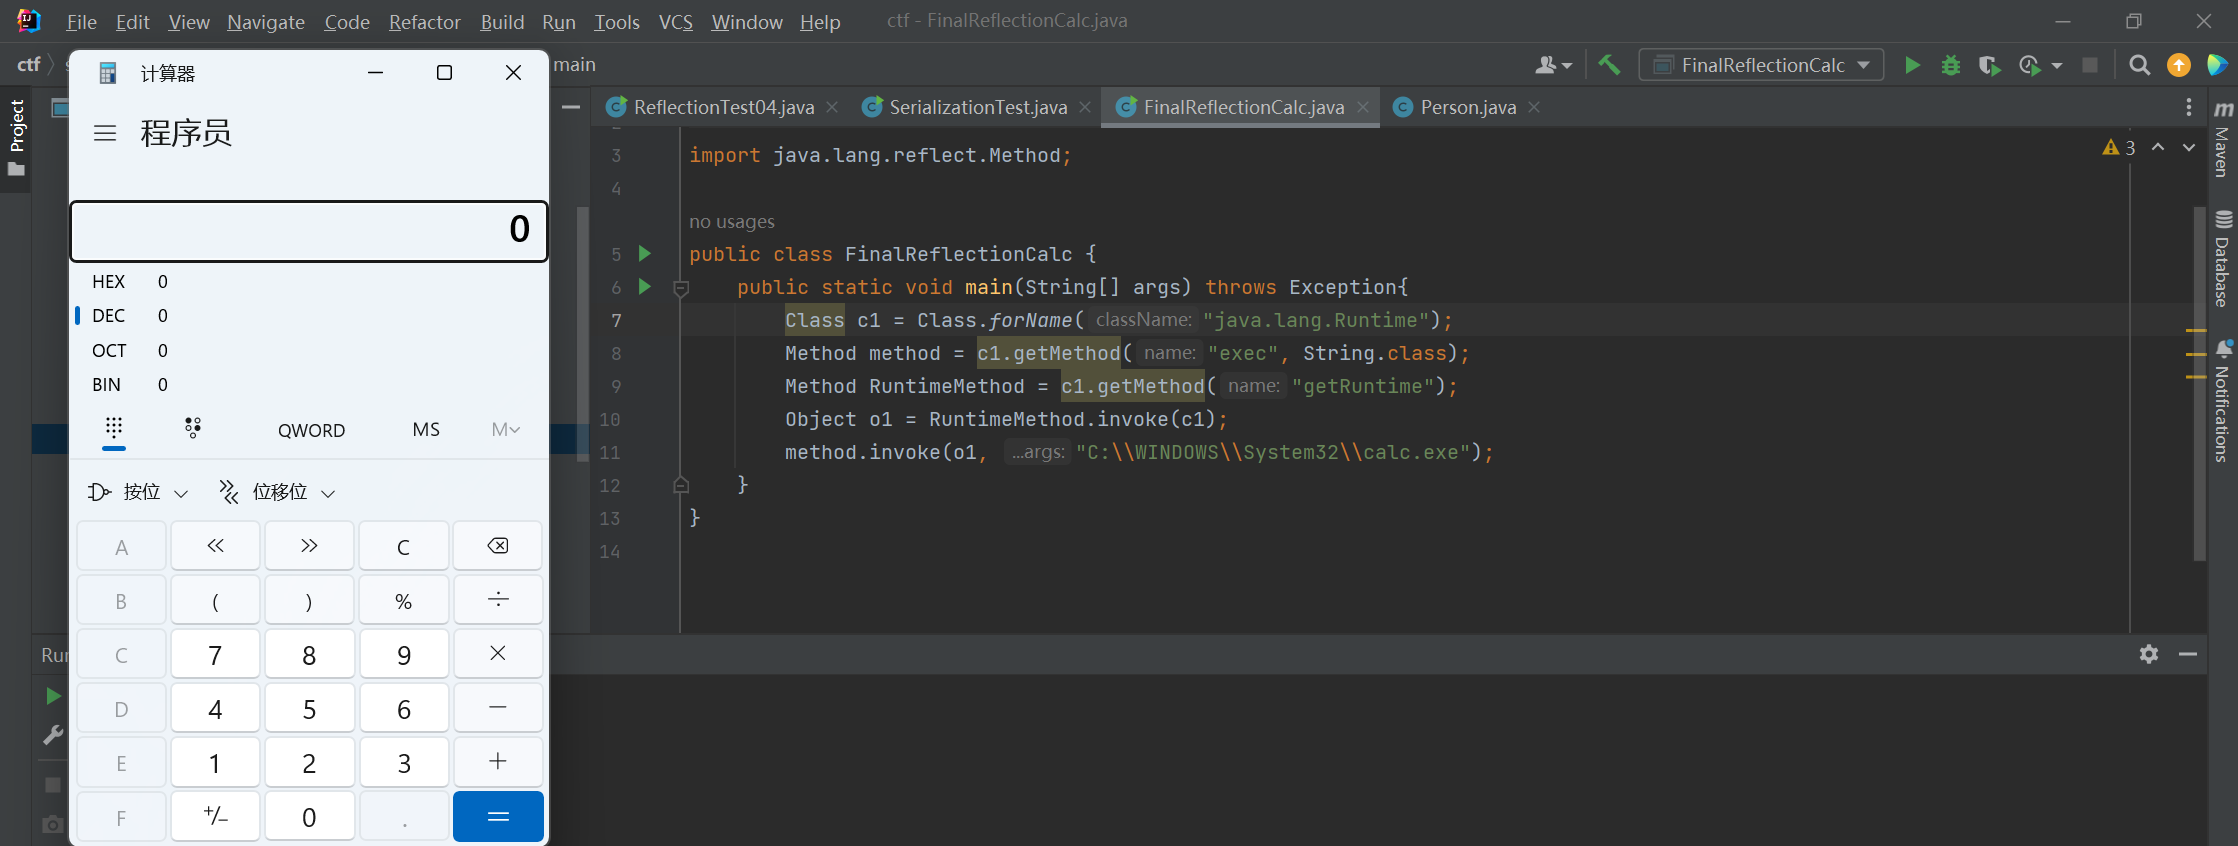 File Edit View Navigate Code Refactor Build Run Tools VCS Window Help ctf - FinalReflectionCalc.java
ctf main FinalReflectionCalc
计算器
程序员
0
HEX 0
DEC 0
OCT 0
BIN 0
QWORD MS M
按位 位移位
A « » C
B ( ) % ÷
C 7 8 9 ×
D 4 5 6 −
E 1 2 3 +
F +/− 0 . =
Project
ReflectionTest04.java SerializationTest.java FinalReflectionCalc.java Person.java
3
3 import java.lang.reflect.Method;
4
no usages
5 public class FinalReflectionCalc {
6 public static void main(String[] args) throws Exception{
7 Class c1 = Class.forName( className: "java.lang.Runtime");
8 Method method = c1.getMethod( name: "exec", String.class);
9 Method RuntimeMethod = c1.getMethod( name: "getRuntime");
10 Object o1 = RuntimeMethod.invoke(c1);
11 method.invoke(o1, ...args: "C:\\WINDOWS\\System32\\calc.exe");
12 }
13 }
14
Maven
Database
Notifications